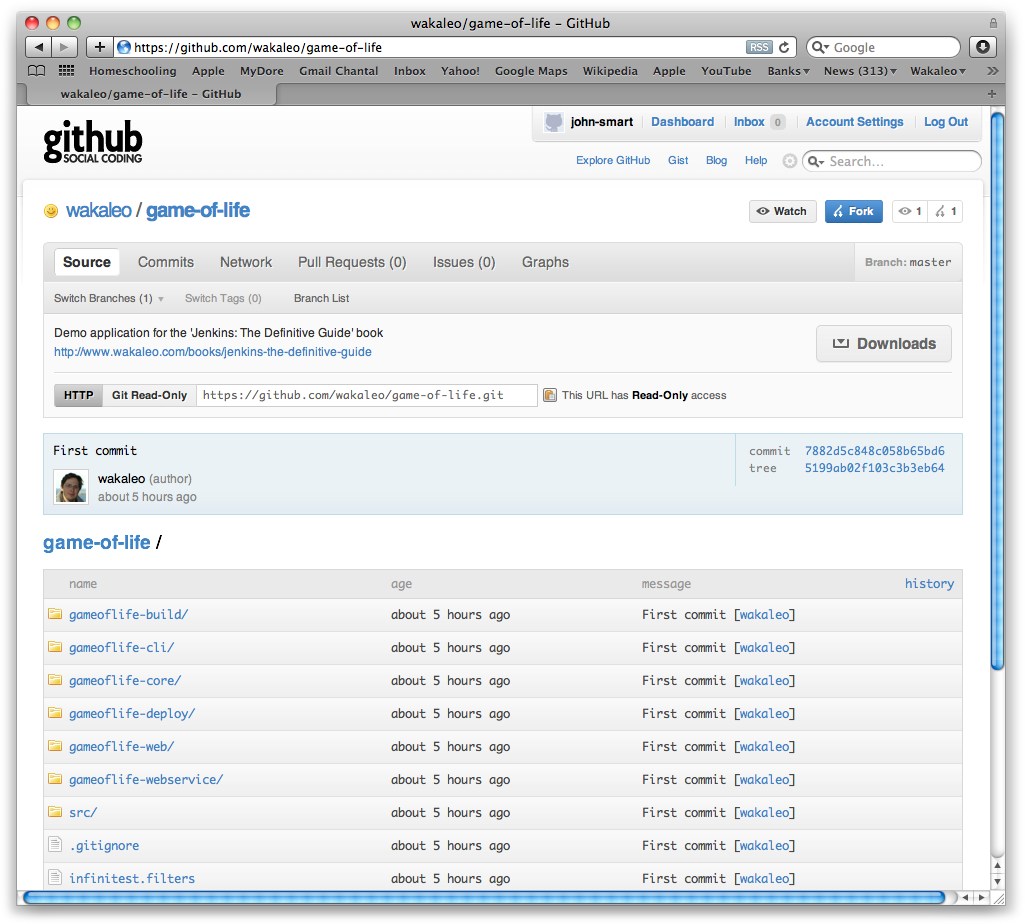 wakaleo/game-of-life – GitHub
https://github.com/wakaleo/game-of-life RSS Google
Homeschooling Apple MyDore Gmail Chantal Inbox Yahoo! Google Maps Wikipedia Apple YouTube Banks News (313) Wakaleo
wakaleo/game-of-life – GitHub
github
SOCIAL CODING
john-smart Dashboard Inbox 0 Account Settings Log Out
Explore GitHub Gist Blog Help Search...
wakaleo / game-of-life
Watch Fork 1 1
Source Commits Network Pull Requests (0) Issues (0) Graphs Branch: master
Switch Branches (1) Switch Tags (0) Branch List
Demo application for the 'Jenkins: The Definitive Guide' book
http://www.wakaleo.com/books/jenkins-the-definitive-guide
Downloads
HTTP Git Read-Only https://github.com/wakaleo/game-of-life.git This URL has Read-Only access
First commit
commit 7882d5c848c058b65bd6
tree 5199ab02f103c3b3eb64
wakaleo (author)
about 5 hours ago
game-of-life /
name age message history
gameoflife-build/ about 5 hours ago First commit [wakaleo]
gameoflife-cli/ about 5 hours ago First commit [wakaleo]
gameoflife-core/ about 5 hours ago First commit [wakaleo]
gameoflife-deploy/ about 5 hours ago First commit [wakaleo]
gameoflife-web/ about 5 hours ago First commit [wakaleo]
gameoflife-webservice/ about 5 hours ago First commit [wakaleo]
src/ about 5 hours ago First commit [wakaleo]
.gitignore about 5 hours ago First commit [wakaleo]
infinitest.filters about 5 hours ago First commit [wakaleo]